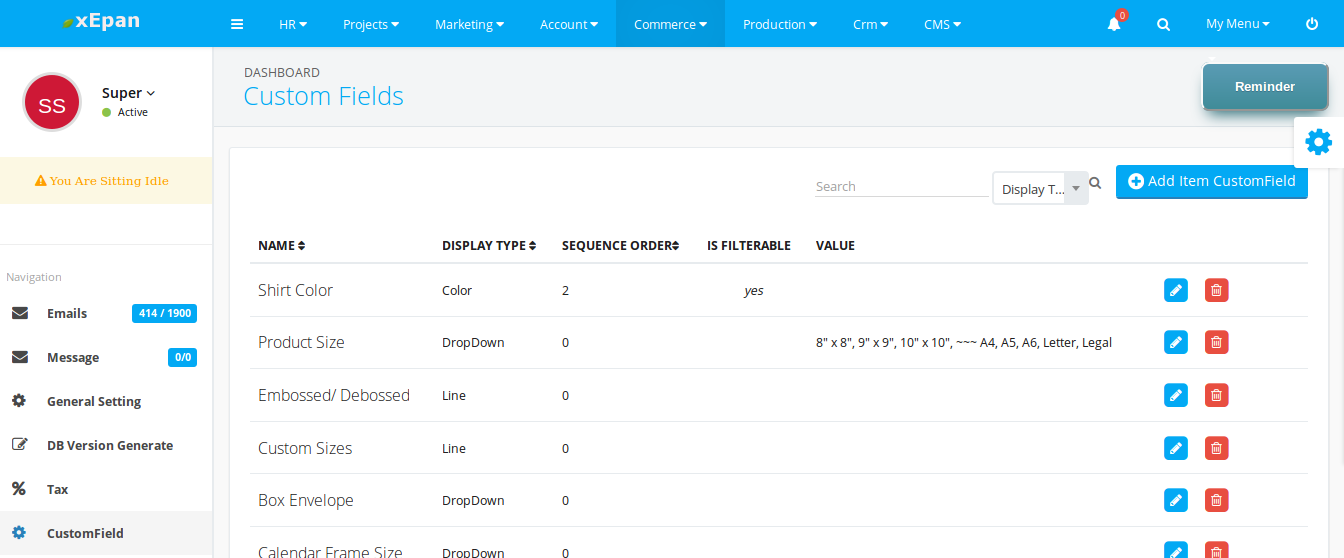 xEpan
HR Projects Marketing Account Commerce Production Crm CMS 0 My Menu
SS
Super
Active
You Are Sitting Idle
Navigation
Emails 414 / 1900
Message 0/0
General Setting
DB Version Generate
Tax
CustomField
DASHBOARD
Custom Fields
Reminder
Search Display T... Add Item CustomField
NAME DISPLAY TYPE SEQUENCE ORDER IS FILTERABLE VALUE
Shirt Color Color 2 yes
Product Size DropDown 0 8" x 8", 9" x 9", 10" x 10", ~~~ A4, A5, A6, Letter, Legal
Embossed/ Debossed Line 0
Custom Sizes Line 0
Box Envelope DropDown 0
Calendar Frame Size DropDown 0